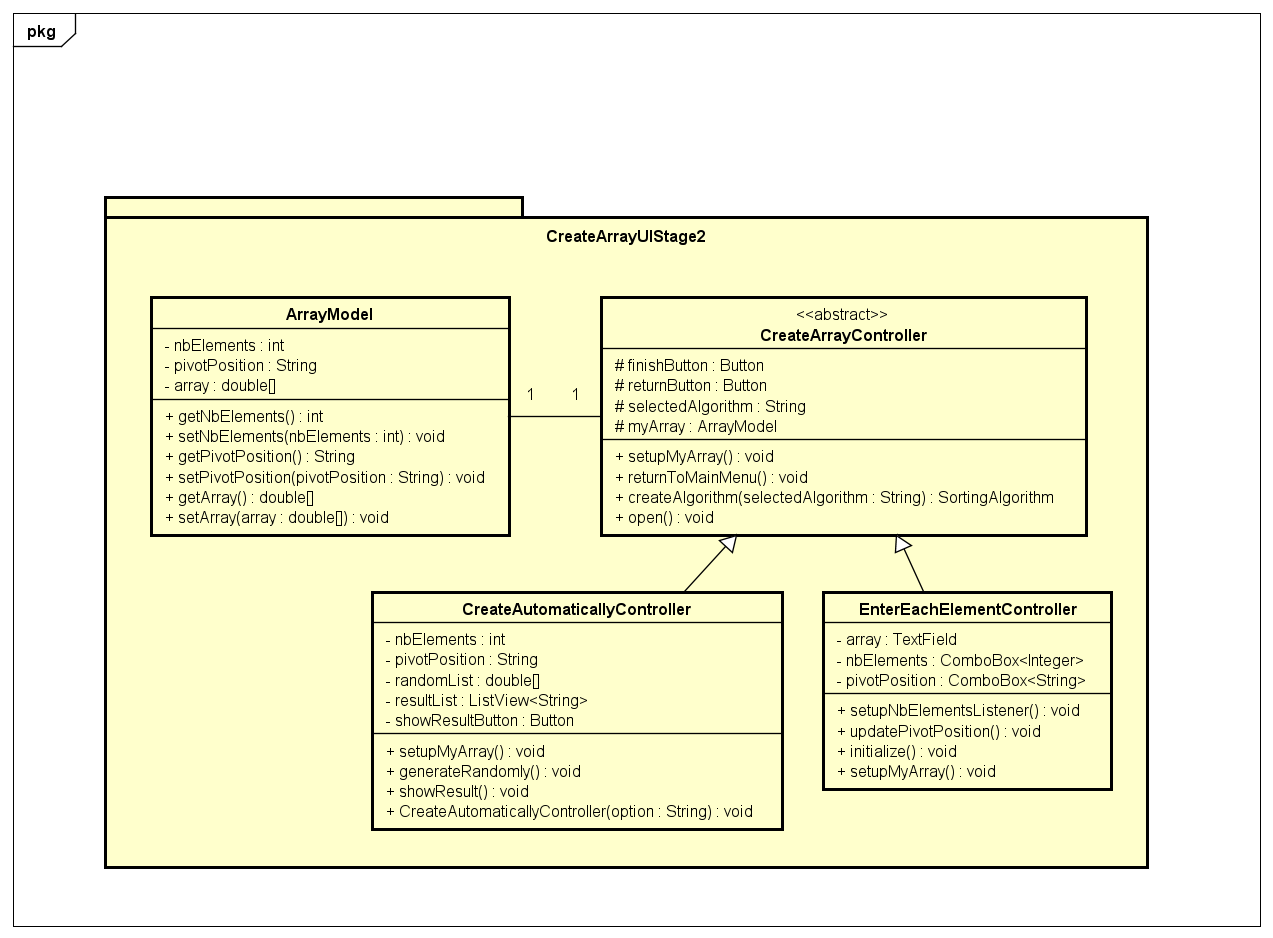 pkg
CreateArrayUIStage2
ArrayModel
- nbElements : int
- pivotPosition : String
- array : double[]
+ getNbElements() : int
+ setNbElements(nbElements : int) : void
+ getPivotPosition() : String
+ setPivotPosition(pivotPosition : String) : void
+ getArray() : double[]
+ setArray(array : double[]) : void
1 1
<<abstract>>
CreateArrayController
# finishButton : Button
# returnButton : Button
# selectedAlgorithm : String
# myArray : ArrayModel
+ setupMyArray() : void
+ returnToMainMenu() : void
+ createAlgorithm(selectedAlgorithm : String) : SortingAlgorithm
+ open() : void
CreateAutomaticallyController
- nbElements : int
- pivotPosition : String
- randomList : double[]
- resultList : ListView<String>
- showResultButton : Button
+ setupMyArray() : void
+ generateRandomly() : void
+ showResult() : void
+ CreateAutomaticallyController(option : String) : void
EnterEachElementController
- array : TextField
- nbElements : ComboBox<Integer>
- pivotPosition : ComboBox<String>
+ setupNbElementsListener() : void
+ updatePivotPosition() : void
+ initialize() : void
+ setupMyArray() : void